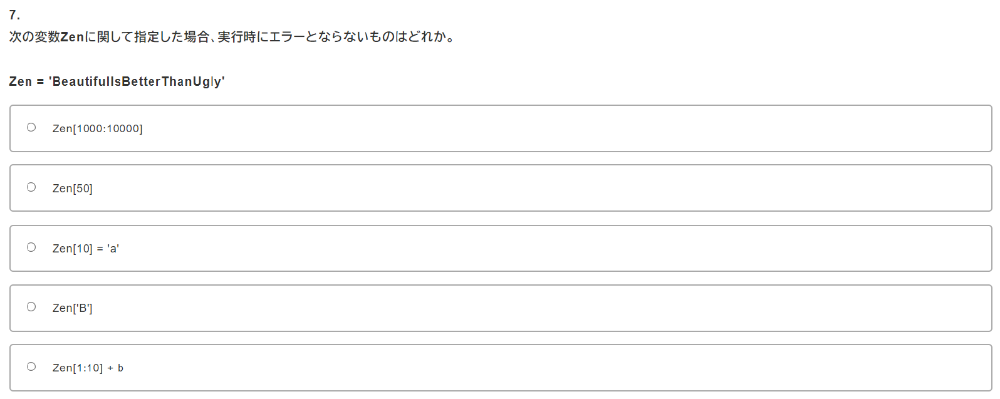 7.
次の変数Zenに関して指定した場合、実行時にエラーとならないものはどれか。
Zen = 'BeautifulIsBetterThanUgly'
Zen[1000:10000]
Zen[50]
Zen[10] = 'a'
Zen['B']
Zen[1:10] + b